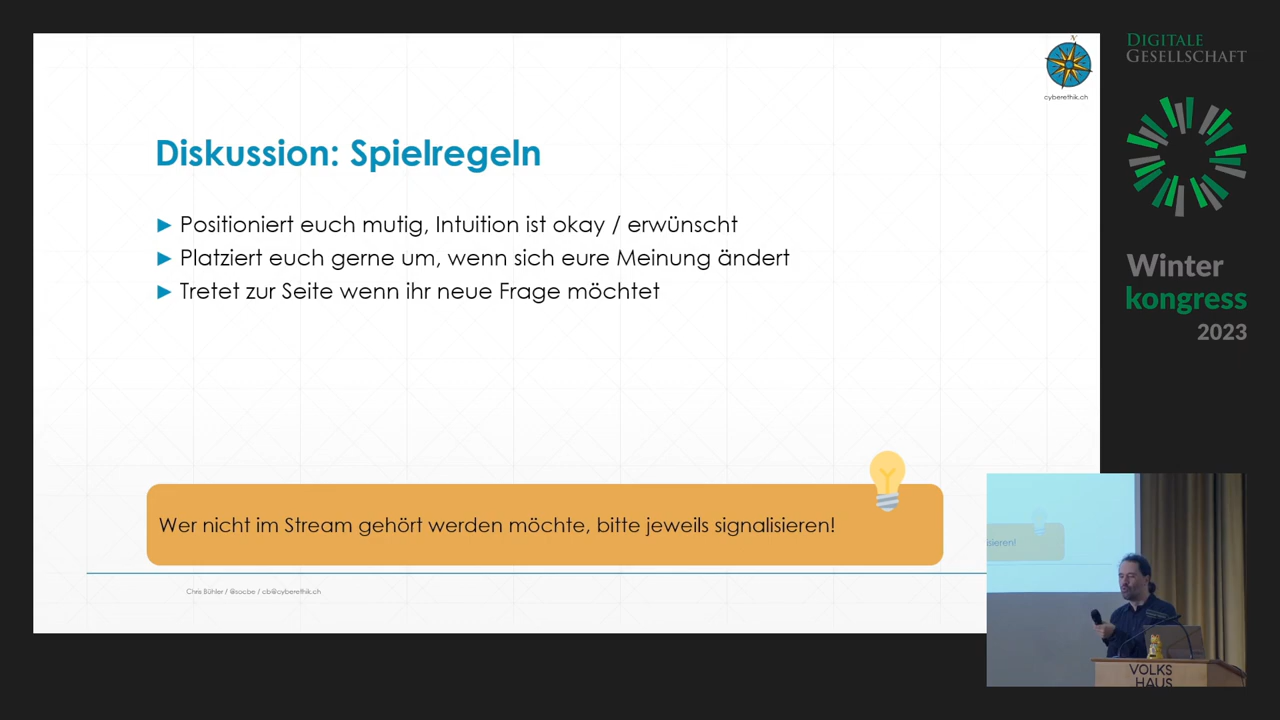 N
cyberethik.ch
DIGITALE
GESELLSCHAFT
Diskussion: Spielregeln
► Positioniert euch mutig, Intuition ist okay / erwünscht
► Platziert euch gerne um, wenn sich eure Meinung ändert
► Tretet zur Seite wenn ihr neue Frage möchtet
Winter
kongress
2023
Wer nicht im Stream gehört werden möchte, bitte jeweils signalisieren!
Chris Bühler / @socbe / cb@cyberethik.ch
isieren!
VOLKS
HAUS